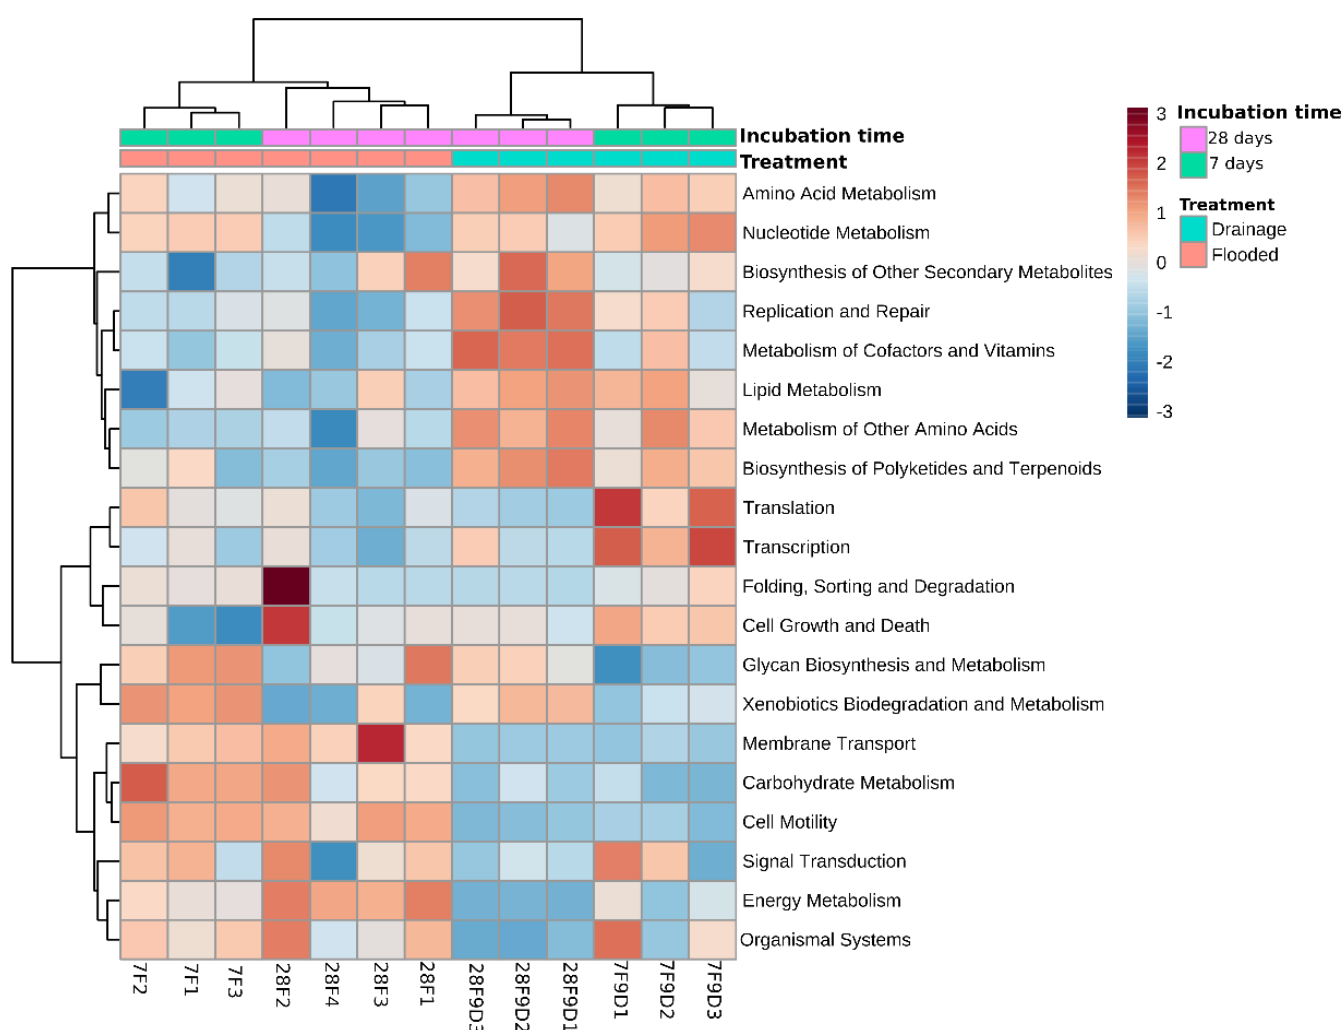 Incubation time
Treatment
Amino Acid Metabolism
Nucleotide Metabolism
Biosynthesis of Other Secondary Metabolites
Replication and Repair
Metabolism of Cofactors and Vitamins
Lipid Metabolism
Metabolism of Other Amino Acids
Biosynthesis of Polyketides and Terpenoids
Translation
Transcription
Folding, Sorting and Degradation
Cell Growth and Death
Glycan Biosynthesis and Metabolism
Xenobiotics Biodegradation and Metabolism
Membrane Transport
Carbohydrate Metabolism
Cell Motility
Signal Transduction
Energy Metabolism
Organismal Systems
7F2
7F1
7F3
28F2
28F4
28F3
28F1
28F9D3
28F9D2
28F9D1
7F9D1
7F9D2
7F9D3
3
2
1
0
-1
-2
-3
Incubation time
28 days
7 days
Treatment
Drainage
Flooded